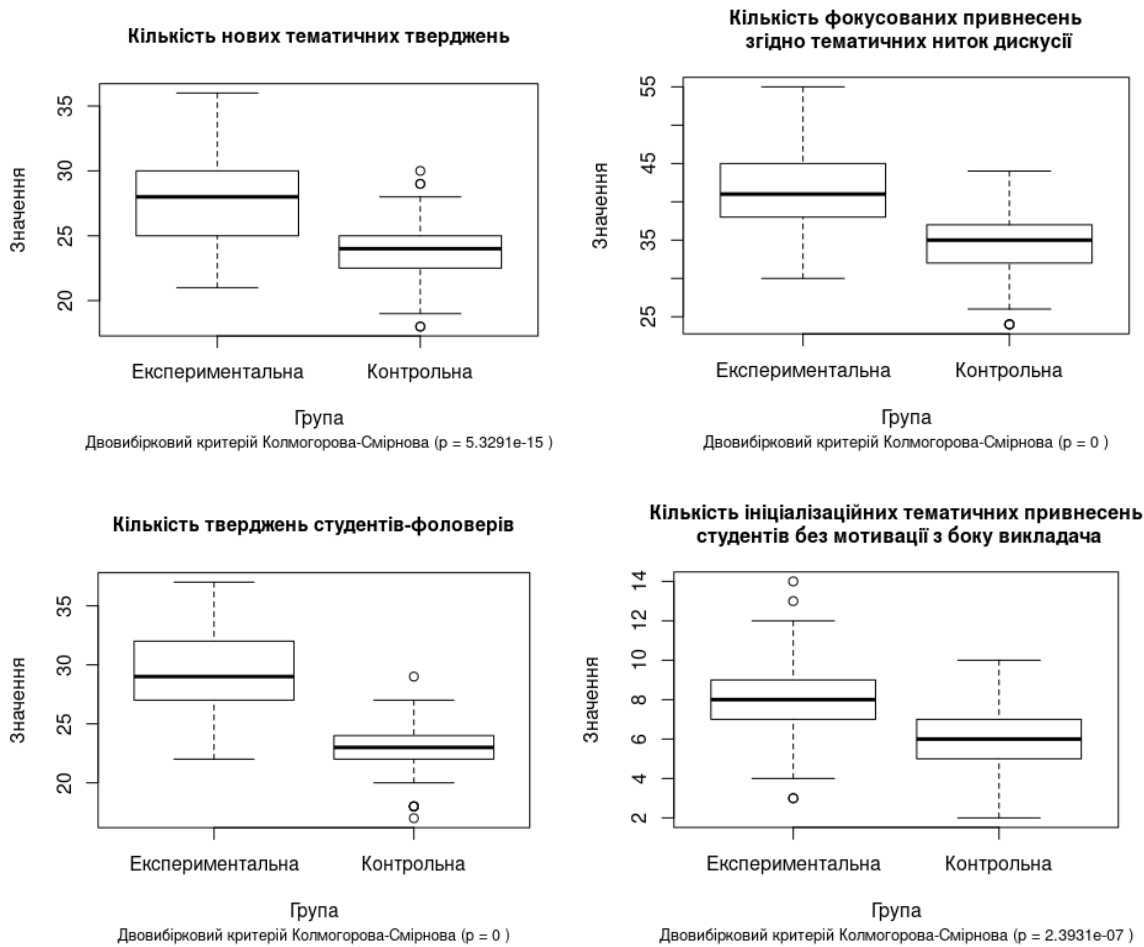 Кількість нових тематичних тверджень
Значення
35
30
25
20
Експериментальна
Контрольна
Група
Двовибірковий критерій Колмогорова-Смірнова (p = 5.3291e-15 )
Кількість фокусованих привнесень
згідно тематичних ниток дискусії
Значення
55
45
35
25
Експериментальна
Контрольна
Група
Двовибірковий критерій Колмогорова-Смірнова (p = 0 )
Кількість тверджень студентів-фоловерів
Значення
35
30
25
20
Експериментальна
Контрольна
Група
Двовибірковий критерій Колмогорова-Смірнова (p = 0 )
Кількість ініціалізаційних тематичних привнесень
студентів без мотивації з боку викладача
Значення
14
12
10
8
6
4
2
Експериментальна
Контрольна
Група
Двовибірковий критерій Колмогорова-Смірнова (p = 2.3931e-07 )